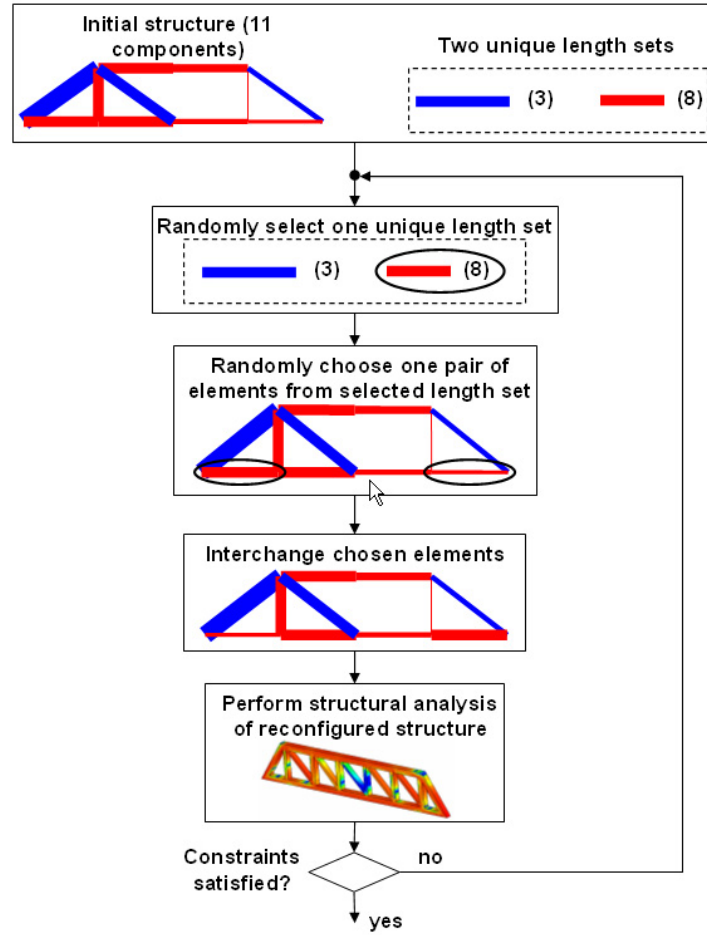 Initial structure (11
components)
Two unique length sets
(3)
(8)
Randomly select one unique length set
(3)
(8)
Randomly choose one pair of
elements from selected length set
Interchange chosen elements
Perform structural analysis
of reconfigured structure
Constraints
satisfied?
no
yes